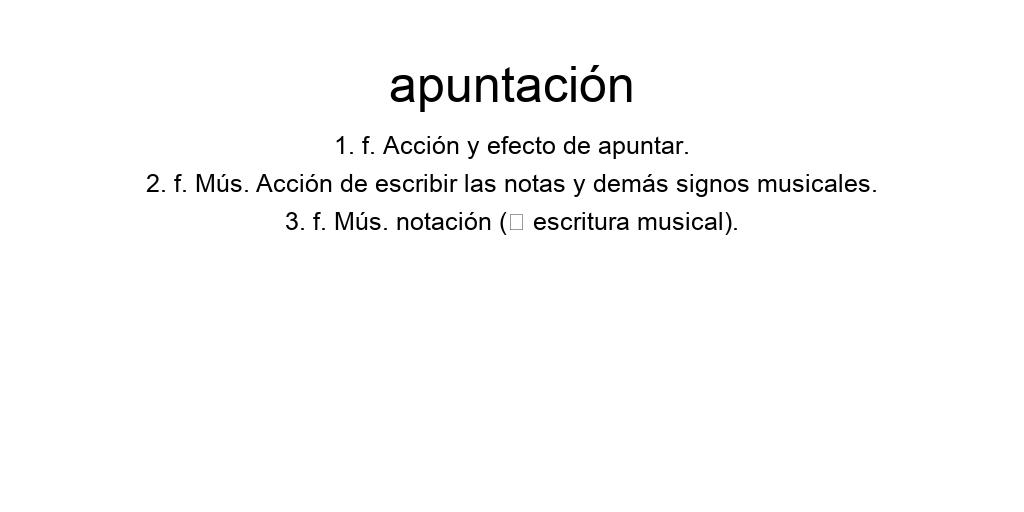 apuntación
1. f. Acción y efecto de apuntar.
2. f. Mús. Acción de escribir las notas y demás signos musicales.
3. f. Mús. notación (□ escritura musical).